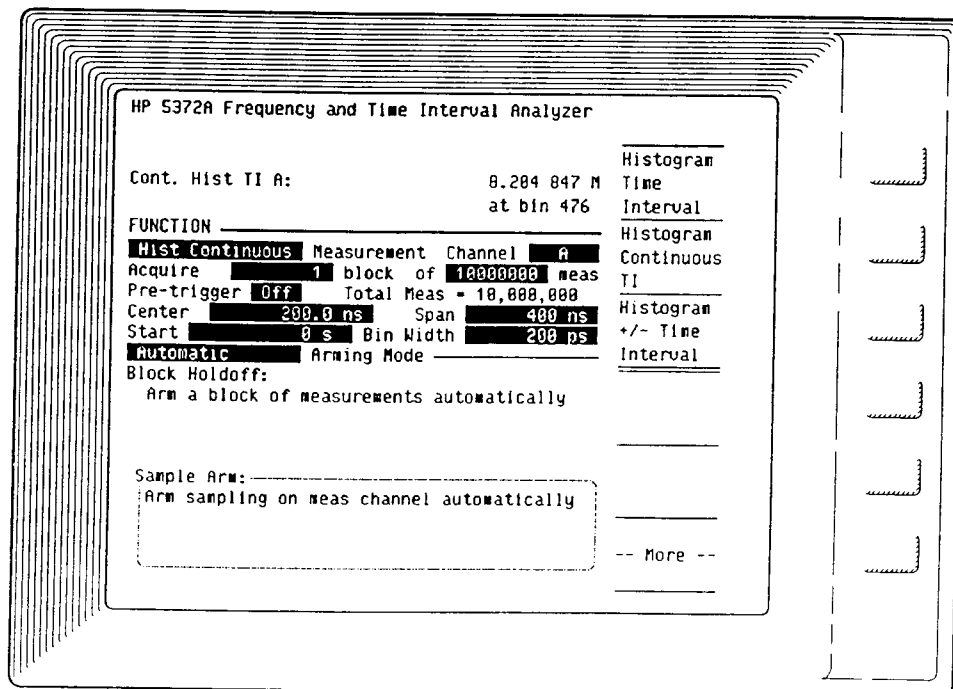 HP 5372A Frequency and Time Interval Analyzer
Cont. Hist TI A: 8.204 847 M
at bin 476
FUNCTION
Hist Continuous Measurement Channel A
Acquire 1 block of 10000000 meas
Pre-trigger Off Total Meas = 10,000,000
Center 200.0 ns Span 400 ns
Start 0 s Bin Width 200 ps
Automatic Arming Mode
Block Holdoff:
Arm a block of measurements automatically
Sample Arm:
Arm sampling on meas channel automatically
Histogram
Time
Interval
Histogram
Continuous
TI
Histogram
+/- Time
Interval
-- More --